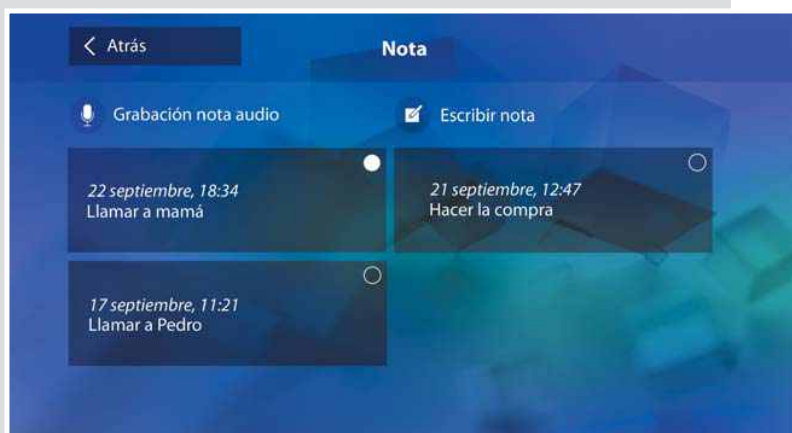 Atrás
Nota
Grabación nota audio
Escribir nota
22 septiembre, 18:34
Llamar a mamá
21 septiembre, 12:47
Hacer la compra
17 septiembre, 11:21
Llamar a Pedro